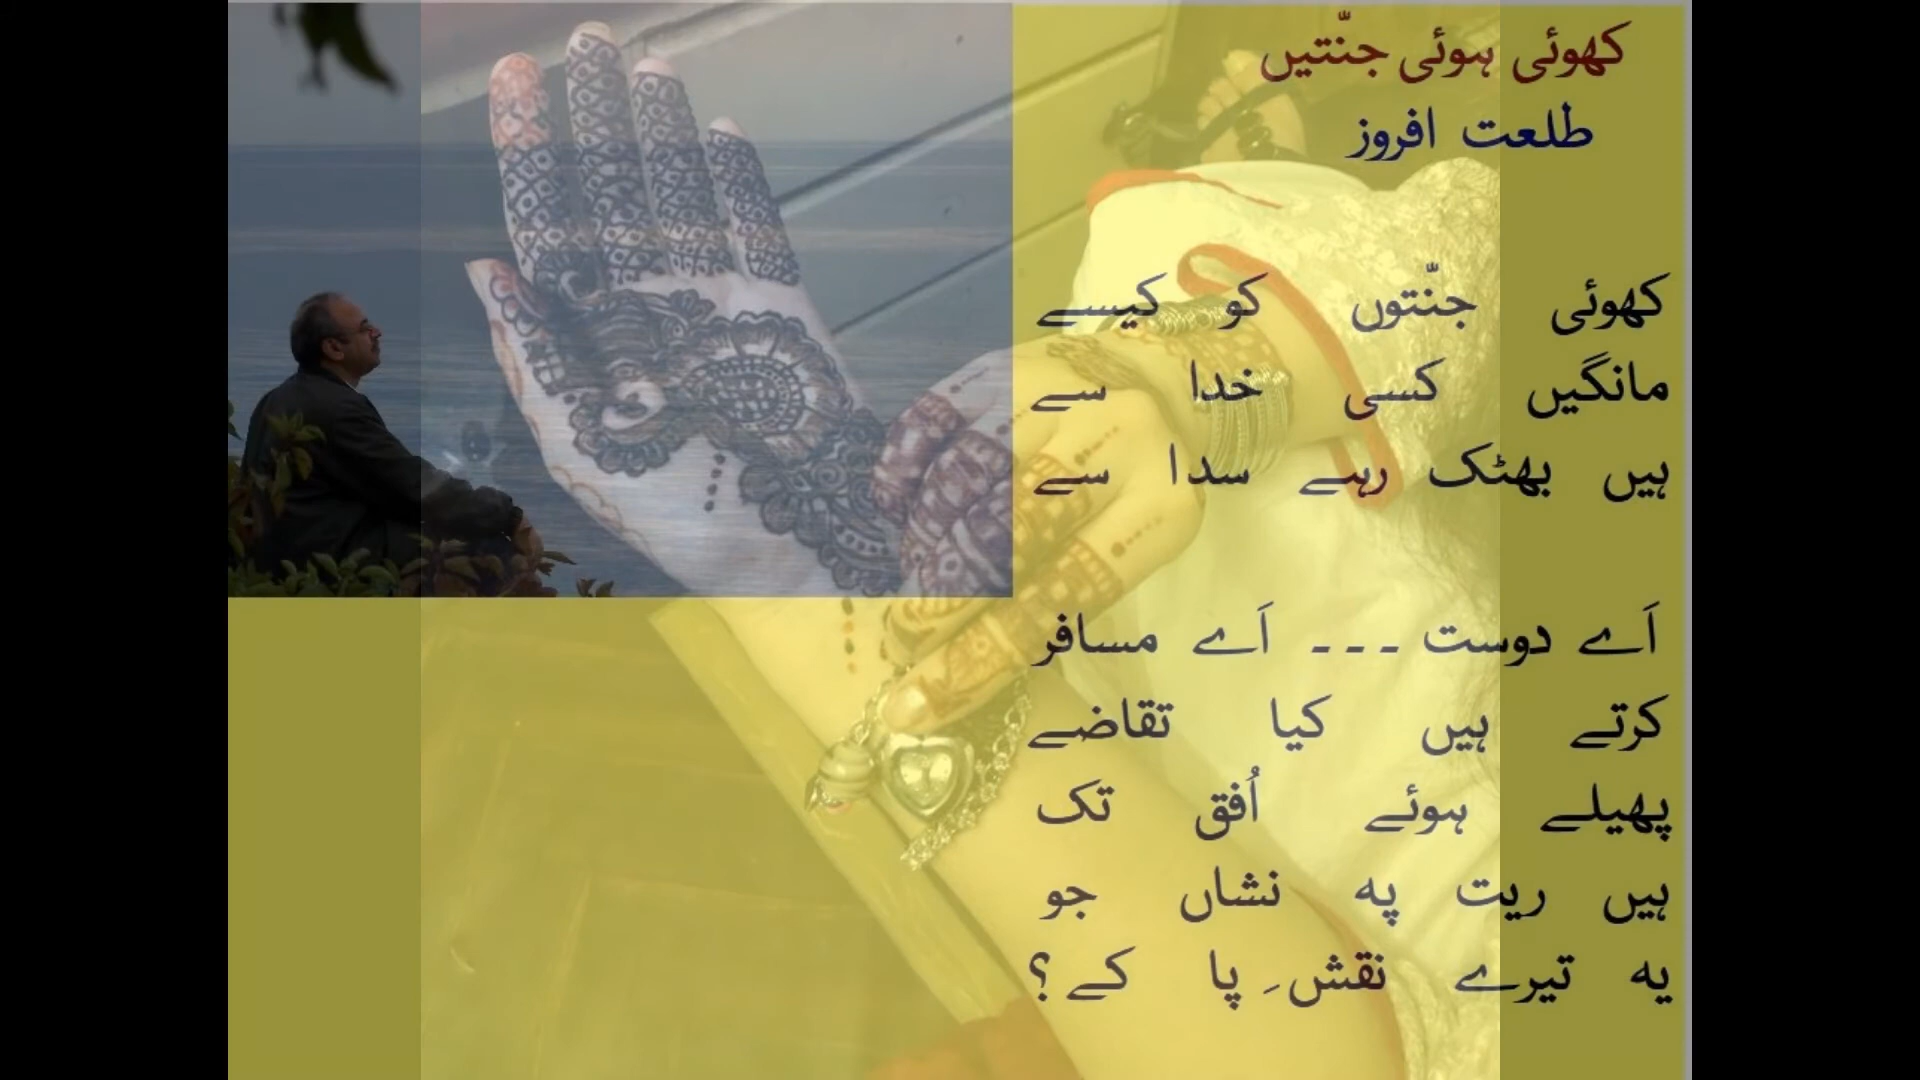 کھوئی ہوئی جنّتیں
طلعت افروز
کھوئی جنّتوں کو کیسے
مانگیں کسی خدا سے
ہیں بھٹک رہے سدا سے
اَے دوست ۔ ۔ ۔ اَے مسافر
کرتے ہیں کیا تقاضے
پھیلے ہوئے اُفق تک
ہیں ریت پہ نشاں جو
یہ تیرے نقش ِ پا کے ؟